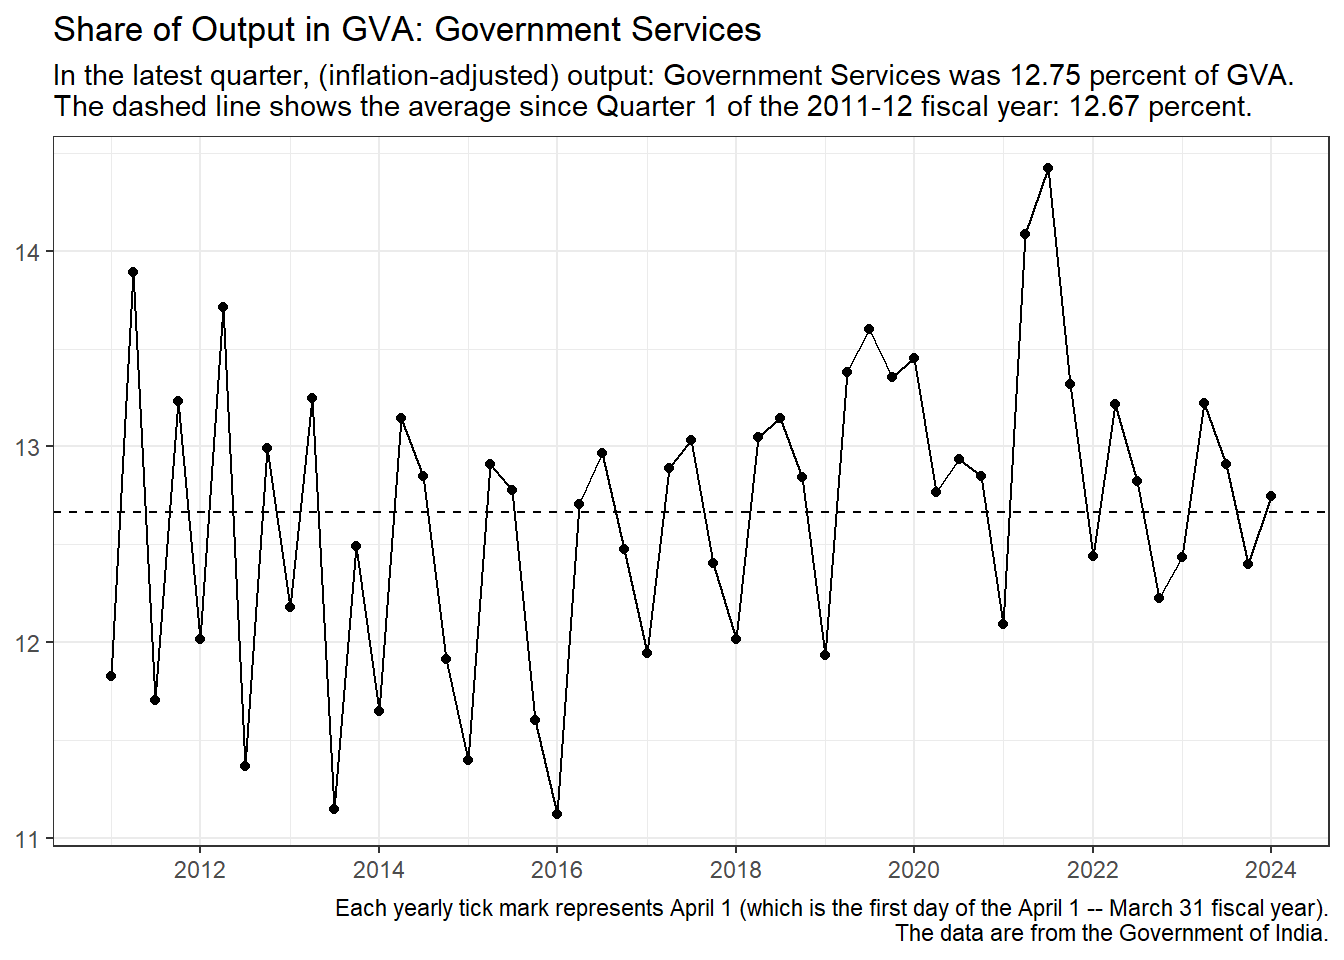 Share of Output in GVA: Government Services
In the latest quarter, (inflation-adjusted) output: Government Services was 12.75 percent of GVA.
The dashed line shows the average since Quarter 1 of the 2011-12 fiscal year: 12.67 percent.
14
13
12
11
2012
2014
2016
2018
2020
2022
2024
Each yearly tick mark represents April 1 (which is the first day of the April 1 -- March 31 fiscal year).
The data are from the Government of India.